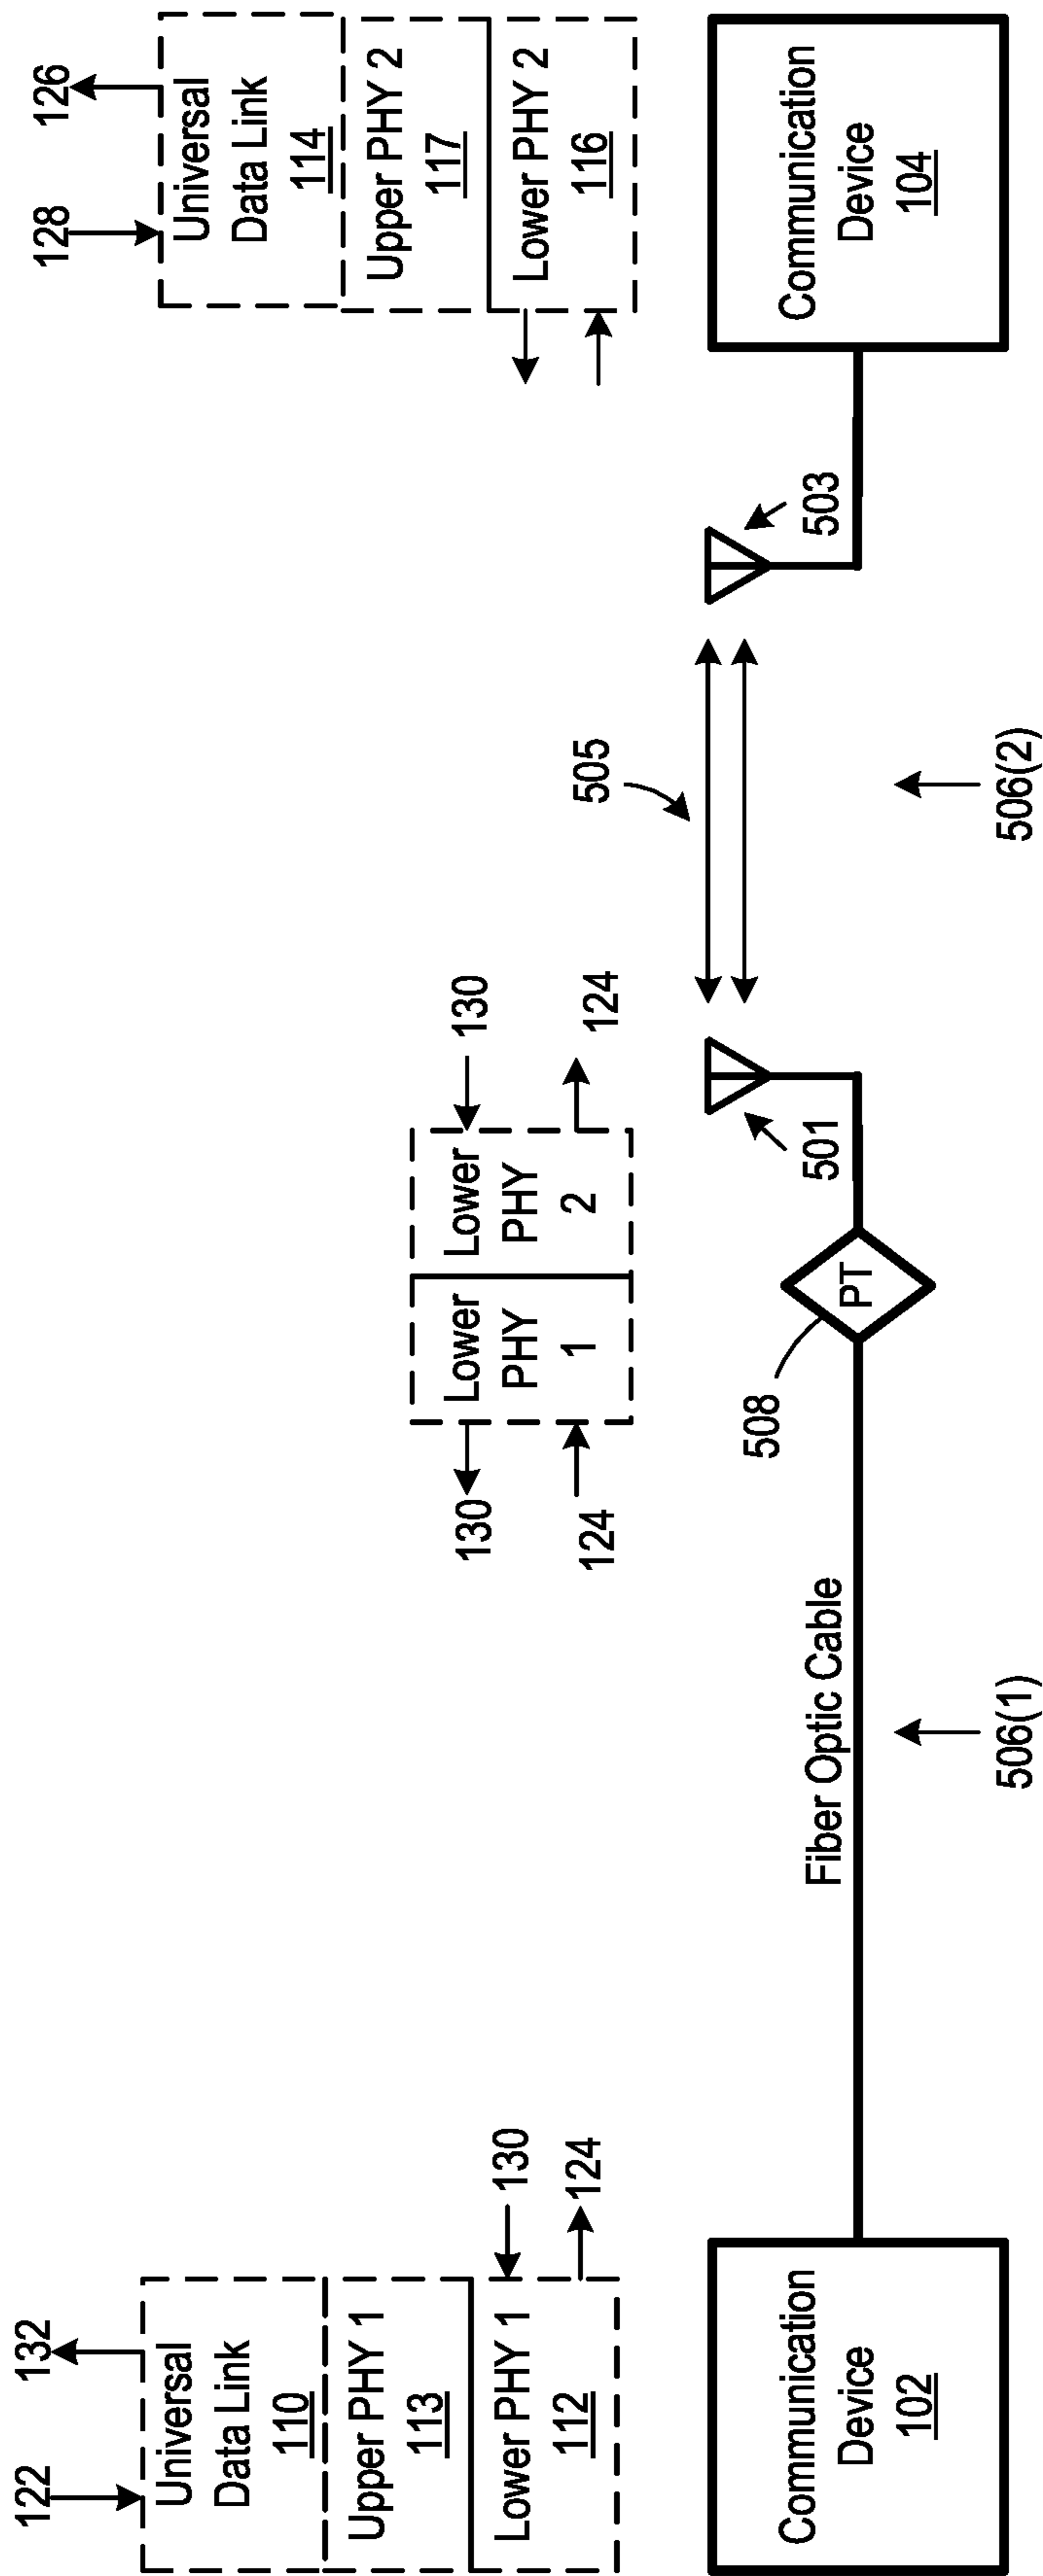 122
132
Universal
Data Link
110
Upper PHY 1
113
Lower PHY 1
112
130
124
Communication
Device
102
Fiber Optic Cable
506(1)
130
124
Lower
PHY
1
Lower
PHY
2
130
124
508
PT
501
505
506(2)
503
128
126
Universal
Data Link
114
Upper PHY 2
117
Lower PHY 2
116
Communication
Device
104